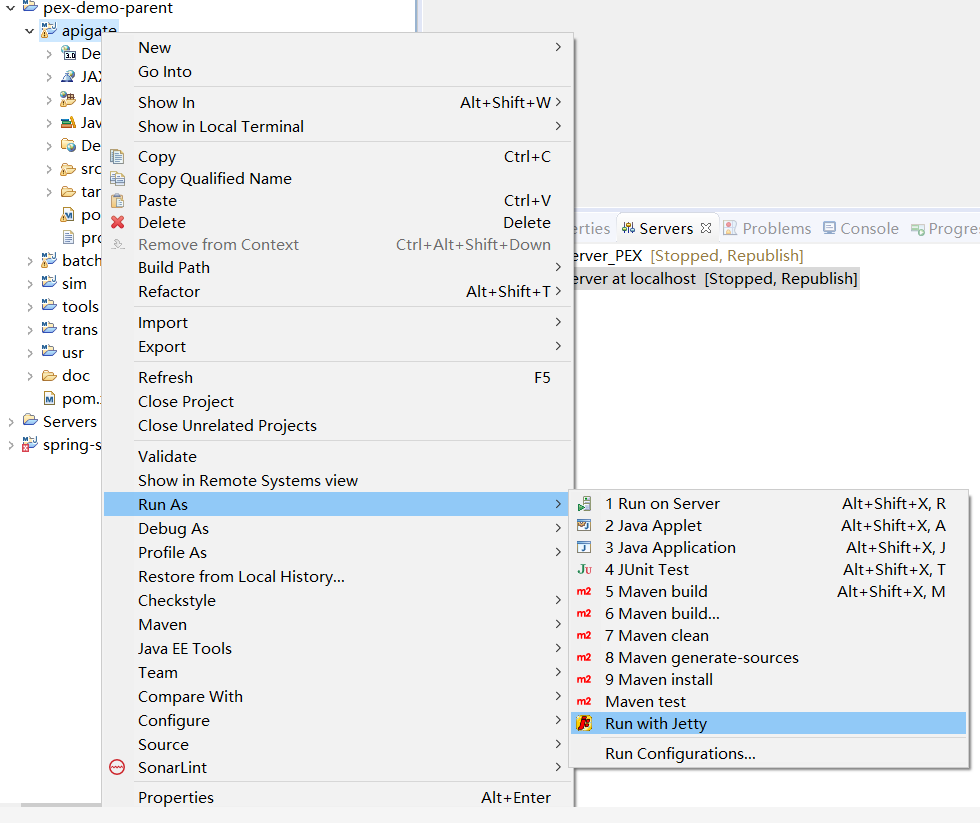 pex-demo-parent
apigate
De
JAX
Jav
Jav
De
src
tar
po
pro
batch
sim
tools
trans
usr
doc
pom.
Servers
spring-s
New
Go Into
Show In Alt+Shift+W
Show in Local Terminal
Copy Ctrl+C
Copy Qualified Name
Paste Ctrl+V
Delete Delete
Remove from Context Ctrl+Alt+Shift+Down
Build Path
Refactor Alt+Shift+T
Import
Export
Refresh F5
Close Project
Close Unrelated Projects
Validate
Show in Remote Systems view
Run As
Debug As
Profile As
Restore from Local History...
Checkstyle
Maven
Java EE Tools
Team
Compare With
Configure
Source
SonarLint
Properties Alt+Enter
erties Servers Problems Console Progre
erver_PEX [Stopped, Republish]
erver at localhost [Stopped, Republish]
1 Run on Server Alt+Shift+X, R
2 Java Applet Alt+Shift+X, A
3 Java Application Alt+Shift+X, J
4 JUnit Test Alt+Shift+X, T
5 Maven build Alt+Shift+X, M
6 Maven build...
7 Maven clean
8 Maven generate-sources
9 Maven install
Maven test
Run with Jetty
Run Configurations...